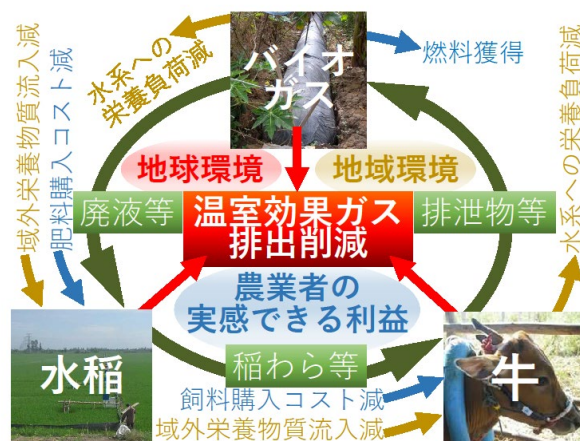 水系への
栄養負荷減
バイオ
ガス
燃料獲得
域外栄養物質流入減
肥料購入コスト減
水系への栄養負荷減
地球環境
地域環境
廃液等
温室効果ガス
排出削減
排泄物等
農業者の
実感できる利益
水稲
稲わら等
牛
飼料購入コスト減
域外栄養物質流入減